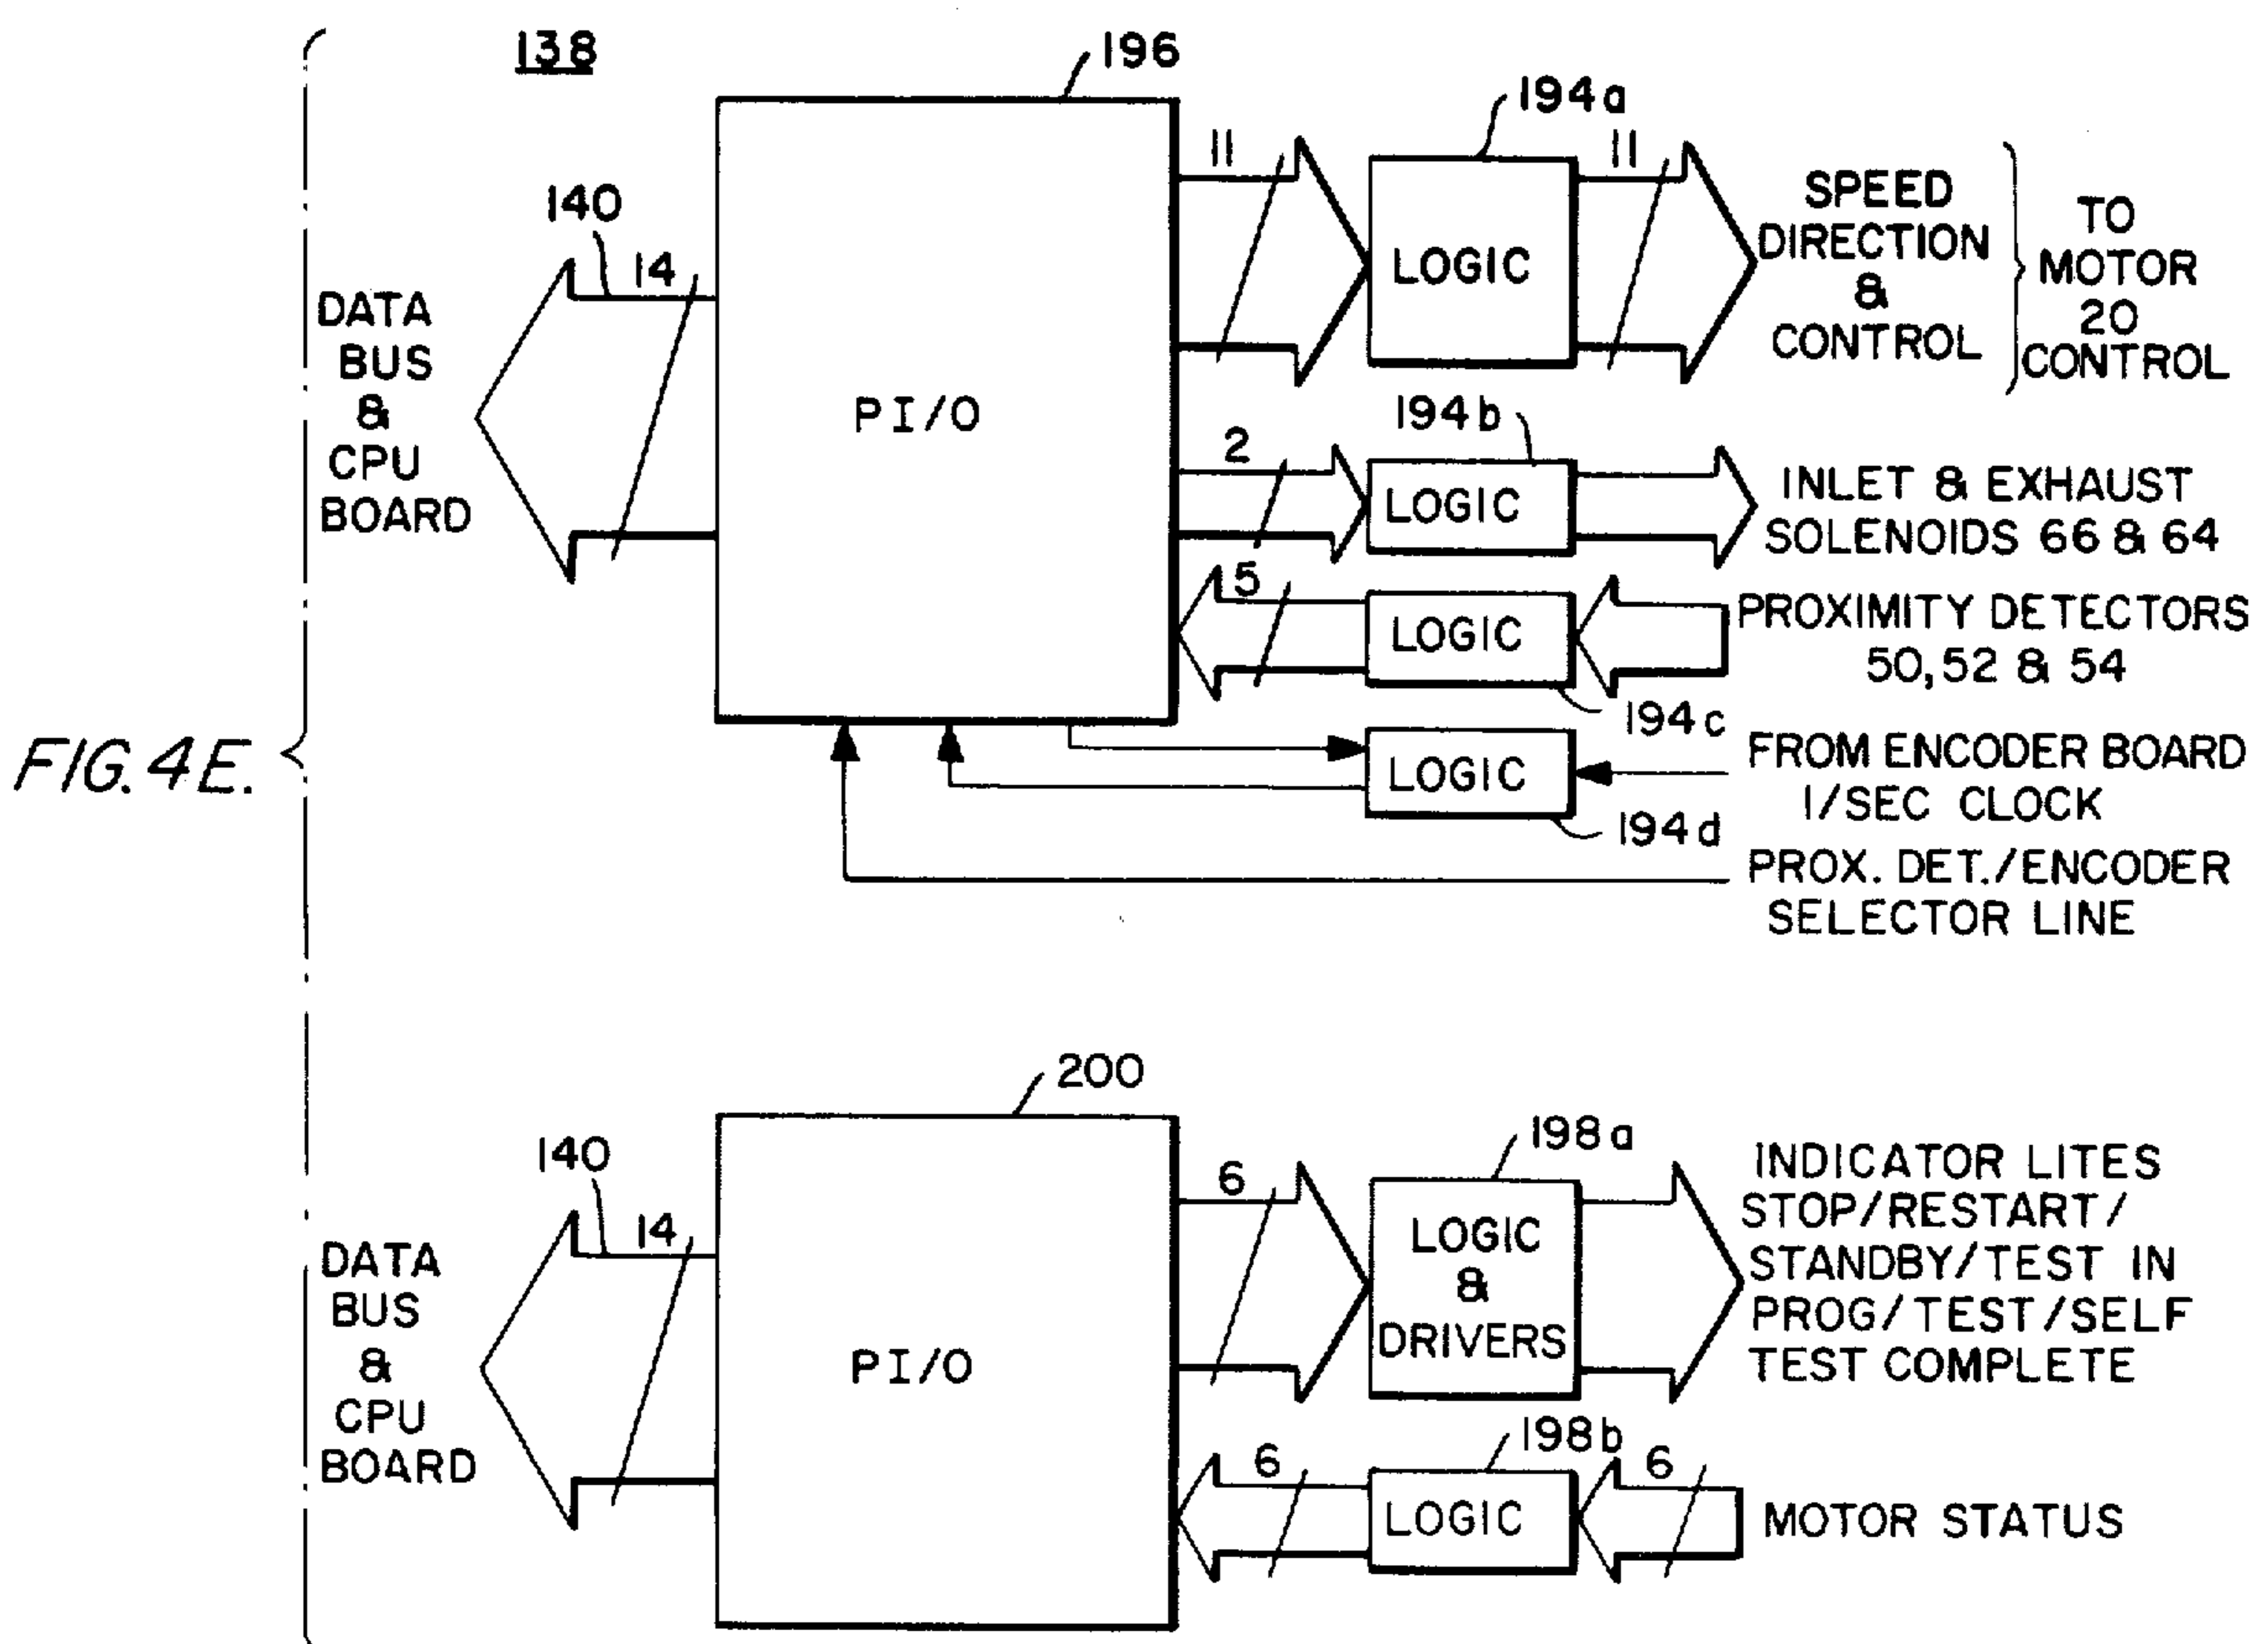 138
196
194a
11
11
SPEED
DIRECTION
&
CONTROL
TO
MOTOR
20
CONTROL
LOGIC
140
14
DATA
BUS
&
CPU
BOARD
PI/O
194b
2
LOGIC
INLET & EXHAUST
SOLENOIDS 66 & 64
5
LOGIC
PROXIMITY DETECTORS
50, 52 & 54
194c
FIG. 4E.
LOGIC
FROM ENCODER BOARD
1/SEC CLOCK
194d
PROX. DET./ENCODER
SELECTOR LINE
200
198a
140
14
DATA
BUS
&
CPU
BOARD
PI/O
6
LOGIC
&
DRIVERS
INDICATOR LITES
STOP/RESTART/
STANDBY/TEST IN
PROG/TEST/SELF
TEST COMPLETE
198b
6
LOGIC
6
MOTOR STATUS